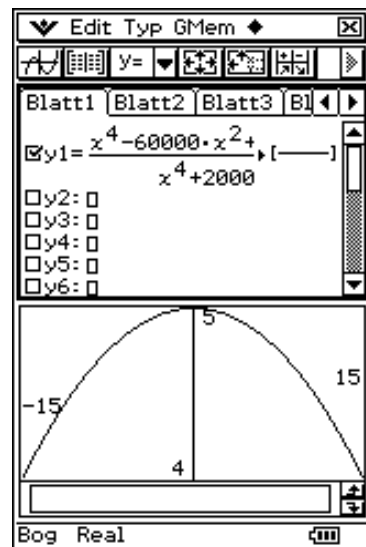 Edit Typ GMem ◆
y=
Blatt1 Blatt2 Blatt3 Bl
y1=x^4-60000·x^2+ / x^4+2000 [—]
y2:▯
y3:▯
y4:▯
y5:▯
y6:▯
5
-15
15
4
Bog Real